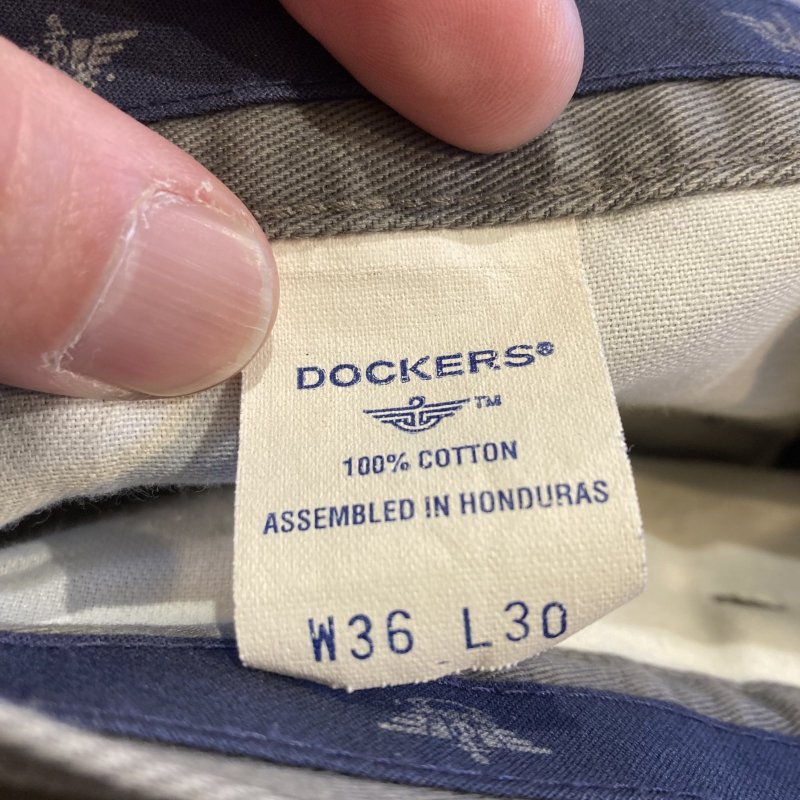 DOCKERS®
™
100% COTTON
ASSEMBLED IN HONDURAS
W36 L30